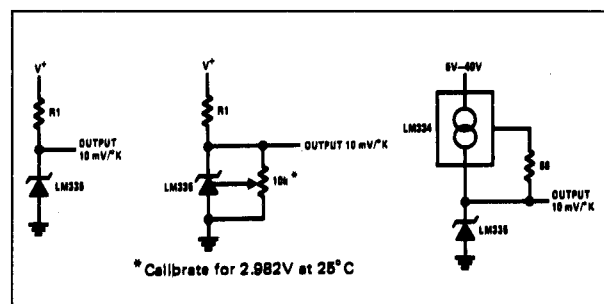 V+
R1
OUTPUT
10 mV/°K
LM335
V+
R1
OUTPUT 10 mV/°K
LM335
10k*
*Calibrate for 2.982V at 25°C
5V–40V
LM334
68
OUTPUT
10 mV/°K
LM335